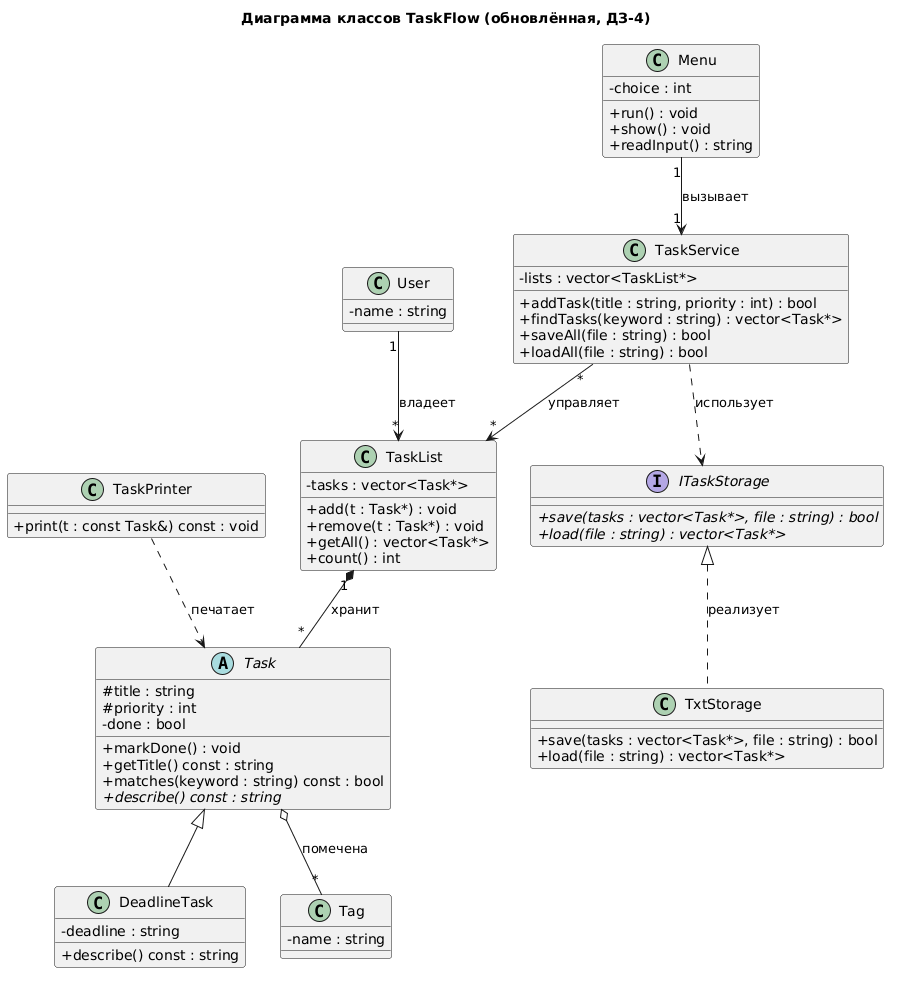 Диаграмма классов TaskFlow (обновлённая, ДЗ-4)
C Menu
-choice : int
+run() : void
+show() : void
+readInput() : string
1
вызывает
1
C TaskService
-lists : vector<TaskList*>
+addTask(title : string, priority : int) : bool
+findTasks(keyword : string) : vector<Task*>
+saveAll(file : string) : bool
+loadAll(file : string) : bool
C User
-name : string
1
владеет
*
*
управляет
*
использует
C TaskList
-tasks : vector<Task*>
+add(t : Task*) : void
+remove(t : Task*) : void
+getAll() : vector<Task*>
+count() : int
I ITaskStorage
+save(tasks : vector<Task*>, file : string) : bool
+load(file : string) : vector<Task*>
C TaskPrinter
+print(t : const Task&) const : void
печатает
1
хранит
*
реализует
A Task
#title : string
#priority : int
-done : bool
+markDone() : void
+getTitle() const : string
+matches(keyword : string) const : bool
+describe() const : string
C TxtStorage
+save(tasks : vector<Task*>, file : string) : bool
+load(file : string) : vector<Task*>
помечена
*
C DeadlineTask
-deadline : string
+describe() const : string
C Tag
-name : string